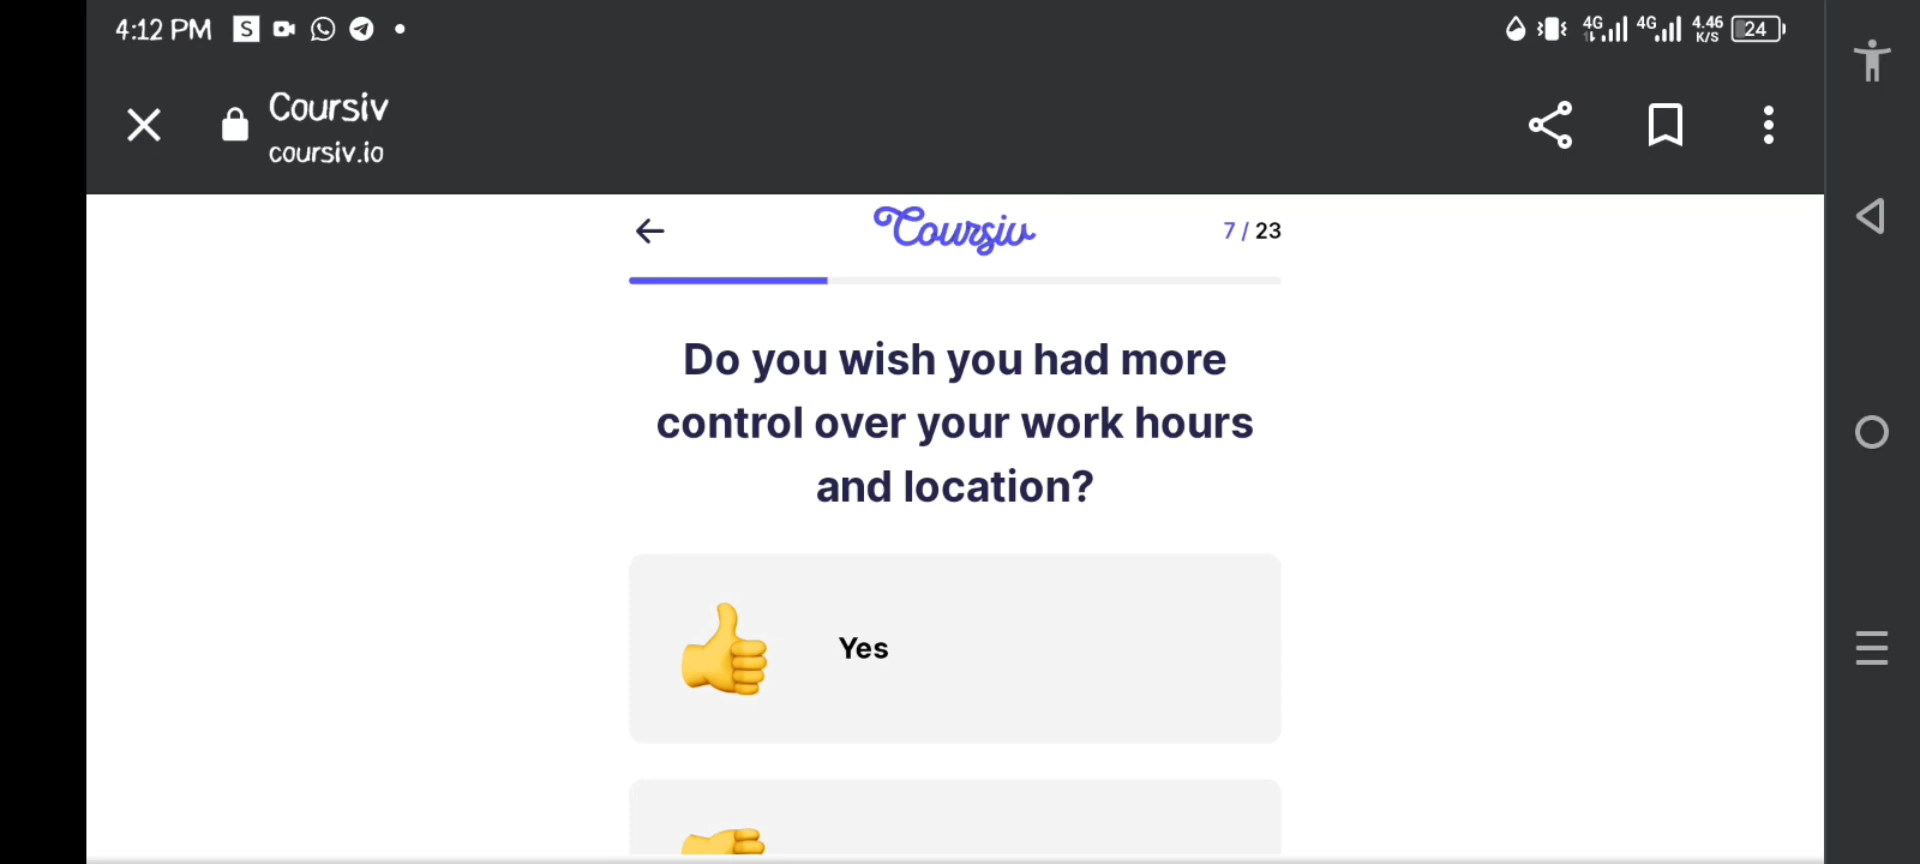 4:12 PM S 4G 4G 4.46 K/S 24
Coursiv
coursiv.io
Coursiv 7 / 23
Do you wish you had more
control over your work hours
and location?
Yes